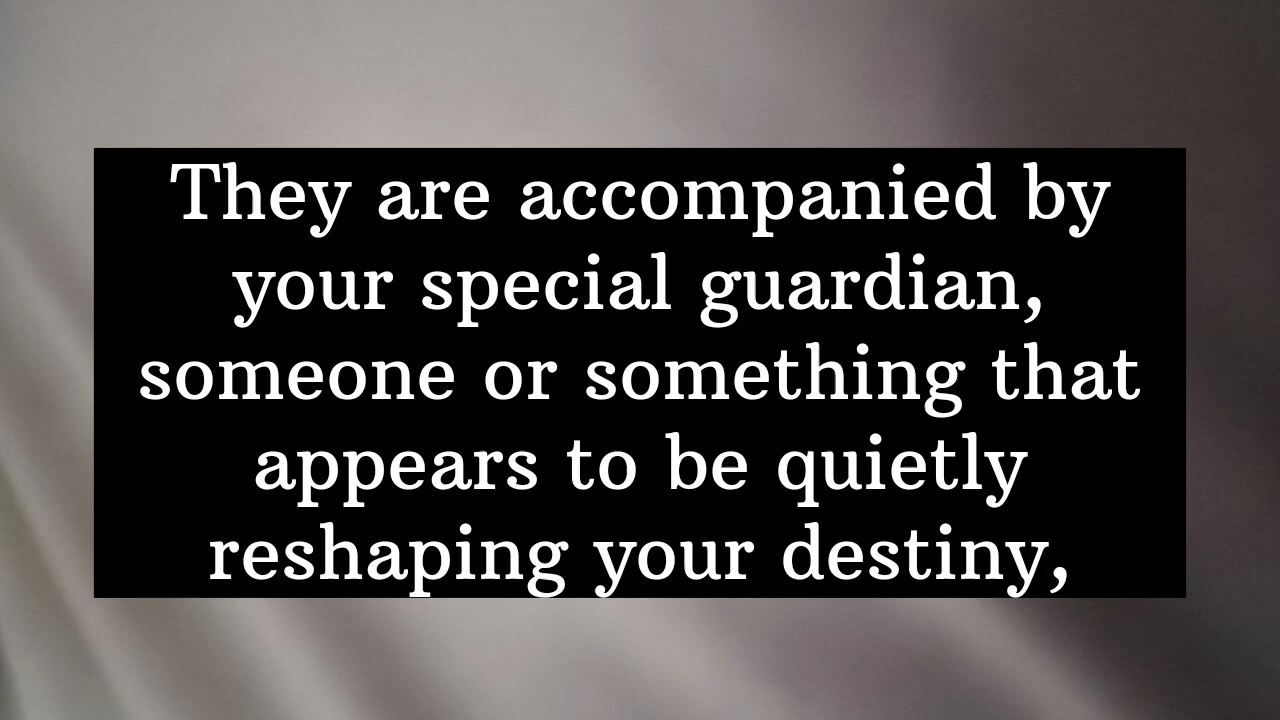 They are accompanied by
your special guardian,
someone or something that
appears to be quietly
reshaping your destiny,